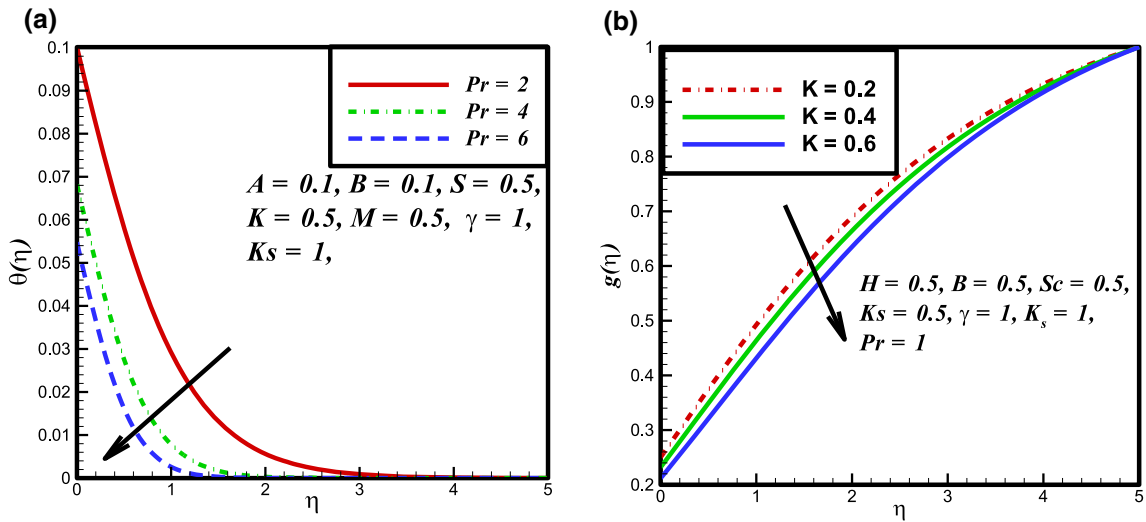 (a)
0.1
0.09
0.08
0.07
0.06
0.05
0.04
0.03
0.02
0.01
0
θ(η)
0
1
2
3
4
5
η
Pr = 2
Pr = 4
Pr = 6
A = 0.1, B = 0.1, S = 0.5,
K = 0.5, M = 0.5, γ = 1,
Ks = 1,
(b)
1
0.9
0.8
0.7
0.6
0.5
0.4
0.3
0.2
g(η)
0
1
2
3
4
5
η
K = 0.2
K = 0.4
K = 0.6
H = 0.5, B = 0.5, Sc = 0.5,
Ks = 0.5, γ = 1, Kₛ = 1,
Pr = 1